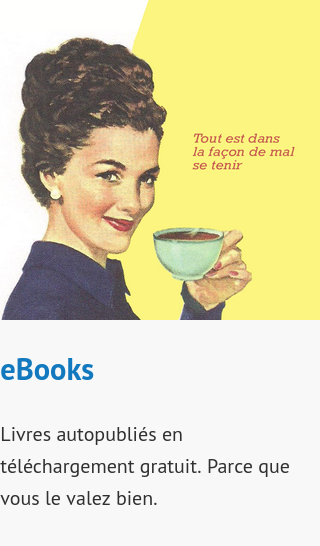 Tout est dans
la façon de mal
se tenir
eBooks
Livres autopubliés en
téléchargement gratuit. Parce que
vous le valez bien.